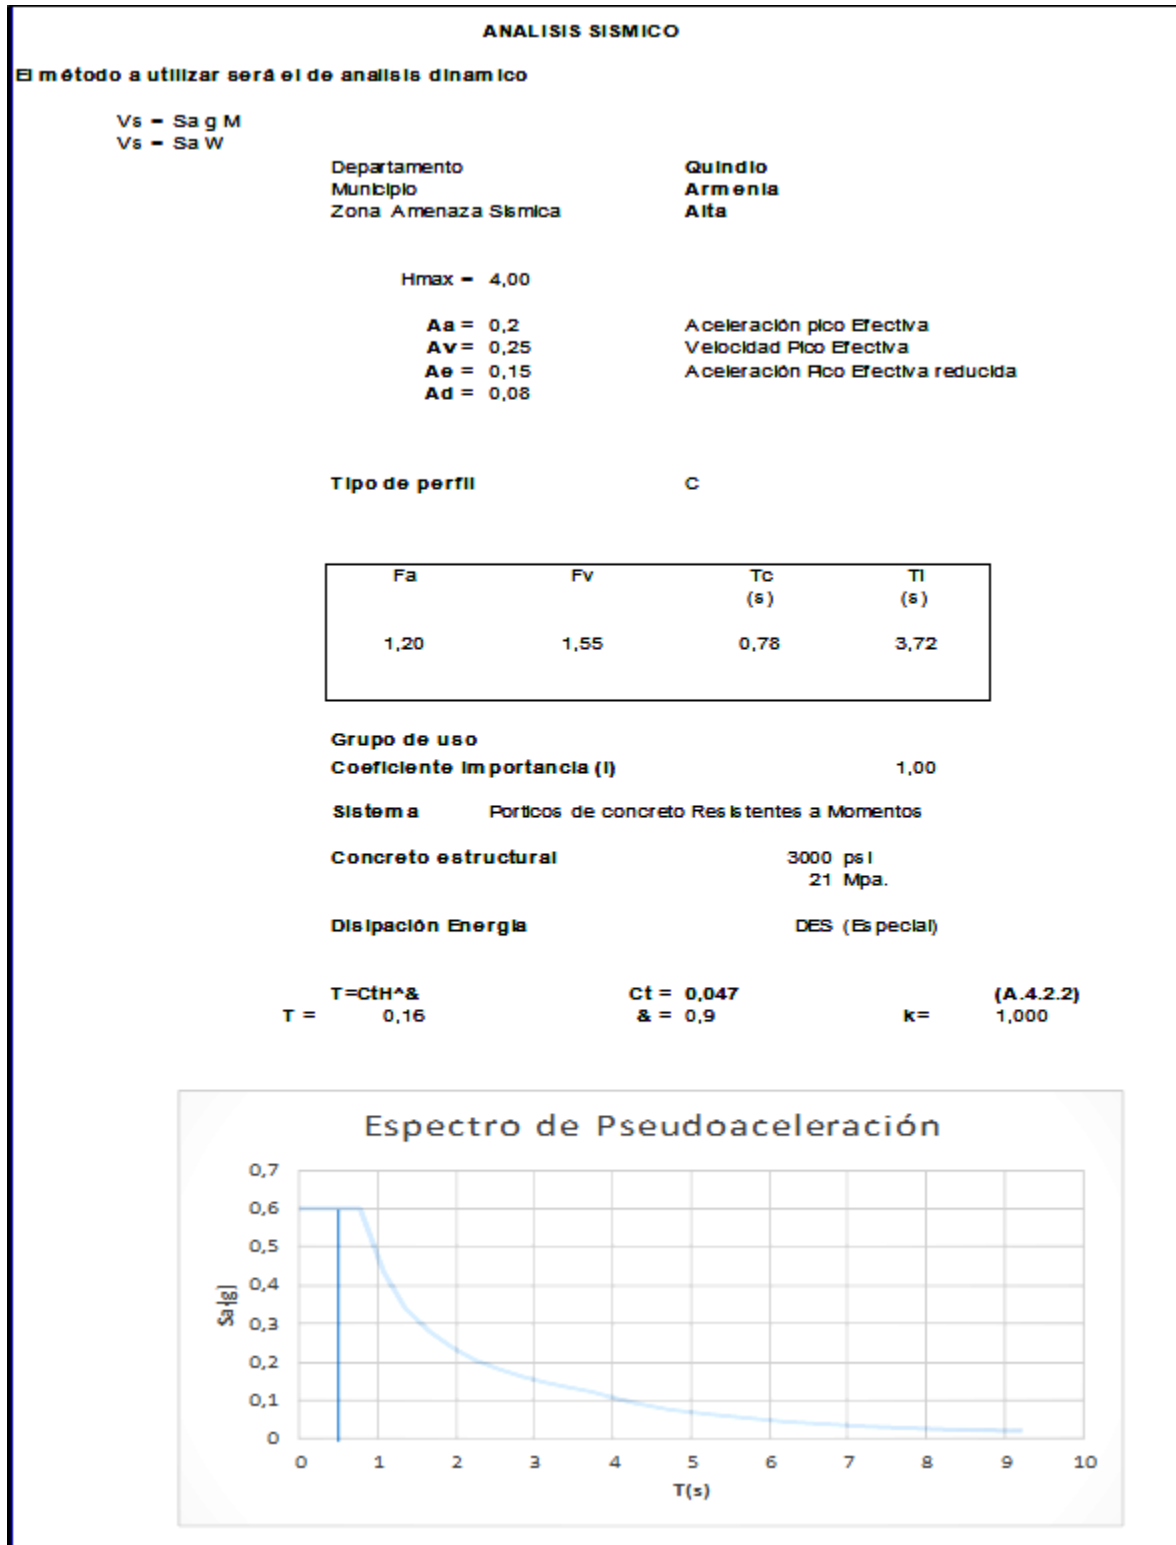 ANALISIS SISMICO
El método a utilizar será el de analisis dinamico
Vs = Sa g M
Vs = Sa W
Departamento Quindio
Municipio Armenia
Zona Amenaza Sismica Alta
Hmax = 4,00
Aa = 0,2 Aceleración pico Efectiva
Av = 0,25 Velocidad Pico Efectiva
Ae = 0,15 Aceleración Pico Efectiva reducida
Ad = 0,08
Tipo de perfil C
Fa Fv Tc Tl
(s) (s)
1,20 1,55 0,78 3,72
Grupo de uso
Coeficiente importancia (I) 1,00
Sistema Porticos de concreto Resistentes a Momentos
Concreto estructural 3000 psi
21 Mpa.
Disipación Energia DES (Especial)
T=CtH^& Ct = 0,047 (A.4.2.2)
T = 0,16 & = 0,9 k= 1,000
Espectro de Pseudoaceleración
0,7
0,6
0,5
0,4
0,3
0,2
0,1
0
Sa (g)
0 1 2 3 4 5 6 7 8 9 10
T(s)